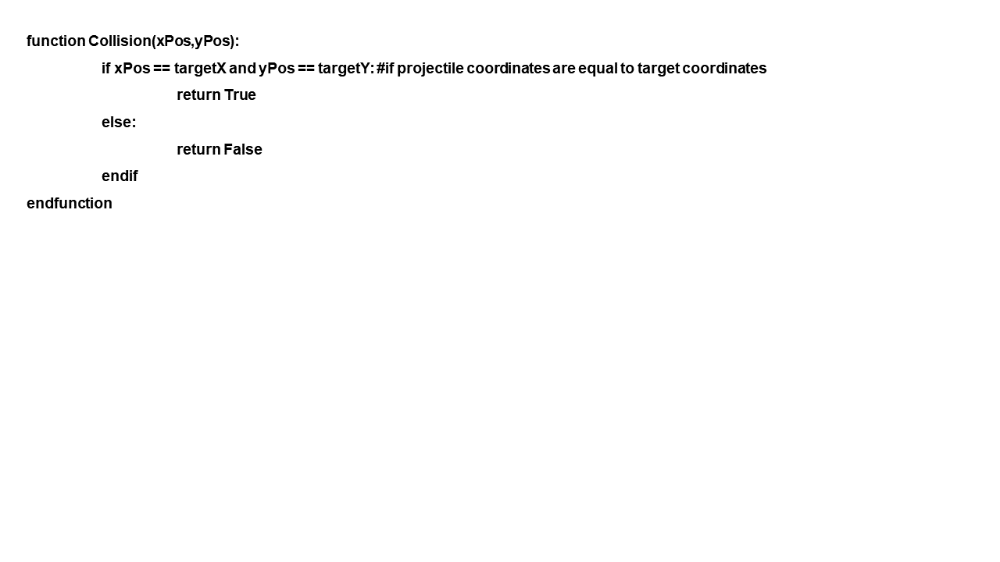 function Collision(xPos,yPos):
if xPos == targetX and yPos == targetY: #if projectile coordinates are equal to target coordinates
return True
else:
return False
endif
endfunction